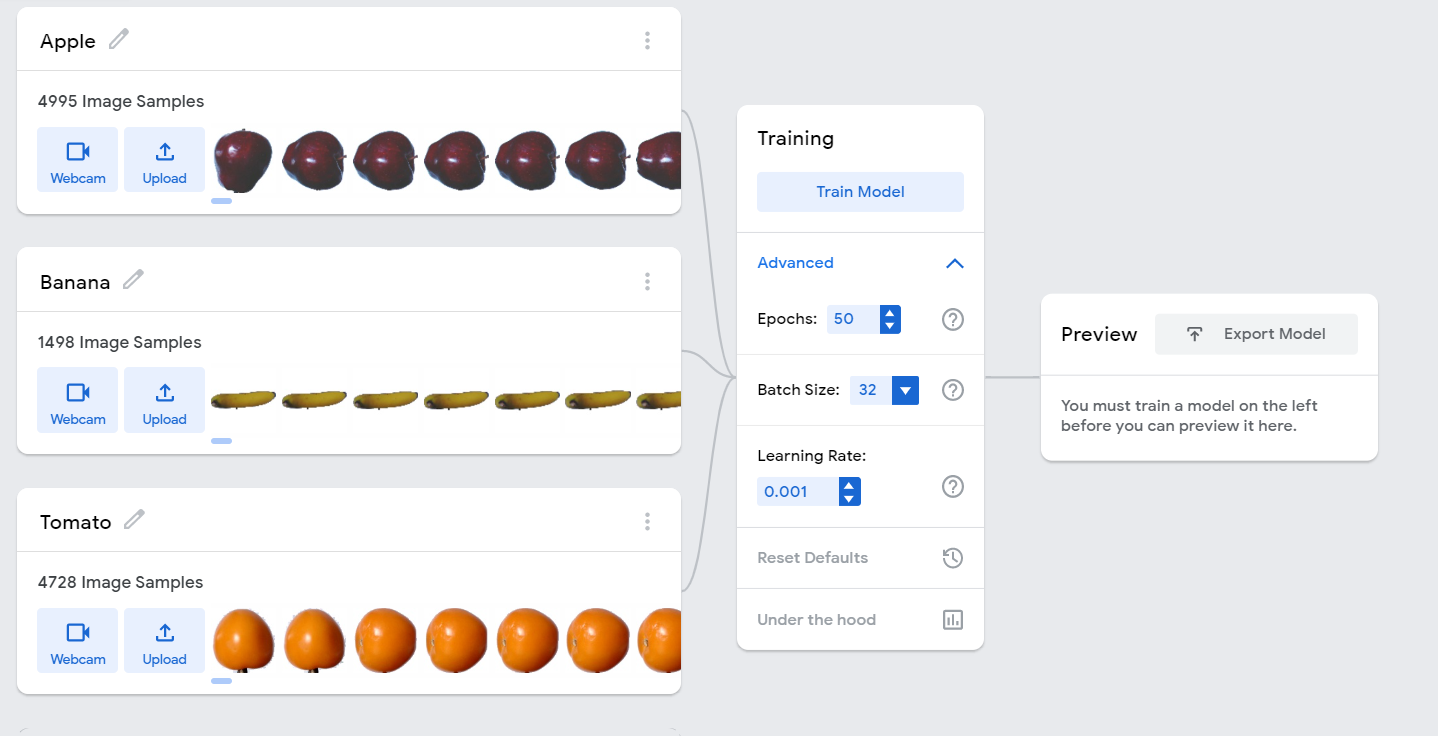 Apple
4995 Image Samples
Webcam
Upload
Banana
1498 Image Samples
Webcam
Upload
Tomato
4728 Image Samples
Webcam
Upload
Training
Train Model
Advanced
Epochs: 50
Batch Size: 32
Learning Rate:
0.001
Reset Defaults
Under the hood
Preview
Export Model
You must train a model on the left
before you can preview it here.